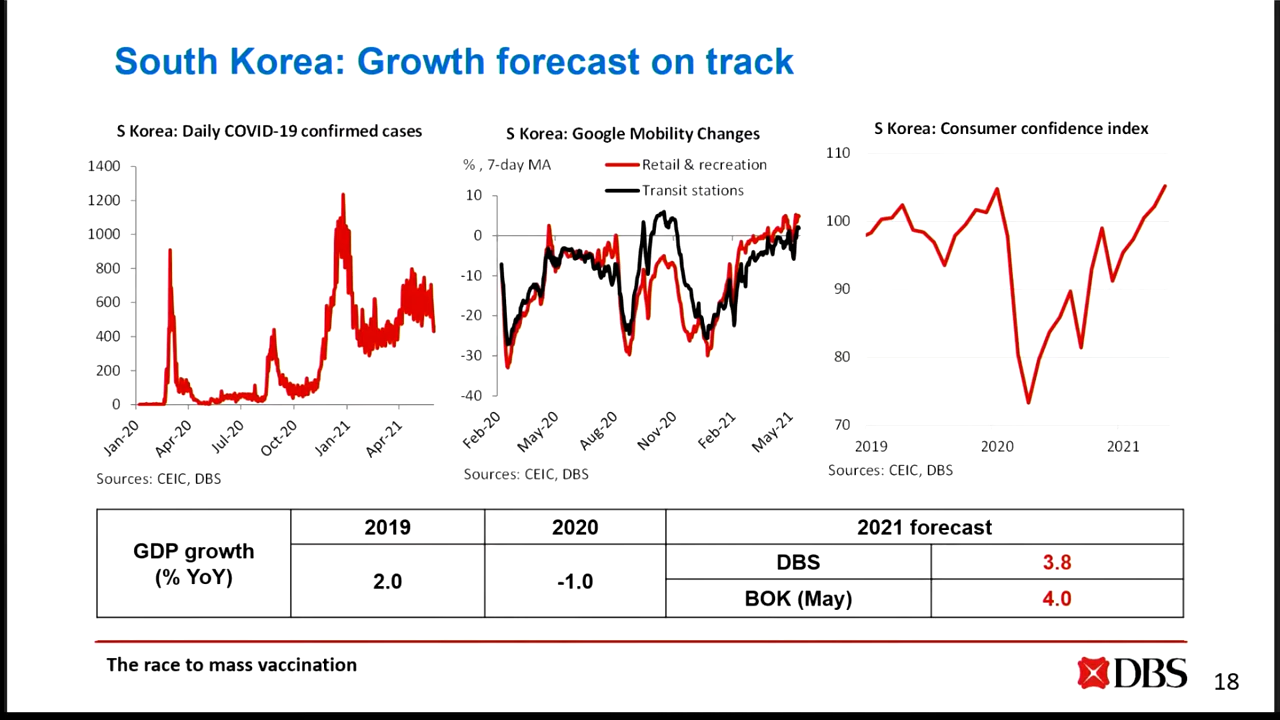 South Korea: Growth forecast on track
S Korea: Daily COVID-19 confirmed cases
1400
1200
1000
800
600
400
200
0
Jan-20
Apr-20
Jul-20
Oct-20
Jan-21
Apr-21
Sources: CEIC, DBS
S Korea: Google Mobility Changes
% , 7-day MA
Retail & recreation
Transit stations
10
0
-10
-20
-30
-40
Feb-20
May-20
Aug-20
Nov-20
Feb-21
May-21
Sources: CEIC, DBS
S Korea: Consumer confidence index
110
100
90
80
70
2019
2020
2021
Sources: CEIC, DBS
GDP growth
(% YoY)
2019
2020
2021 forecast
2.0
-1.0
DBS
3.8
BOK (May)
4.0
The race to mass vaccination
DBS
18